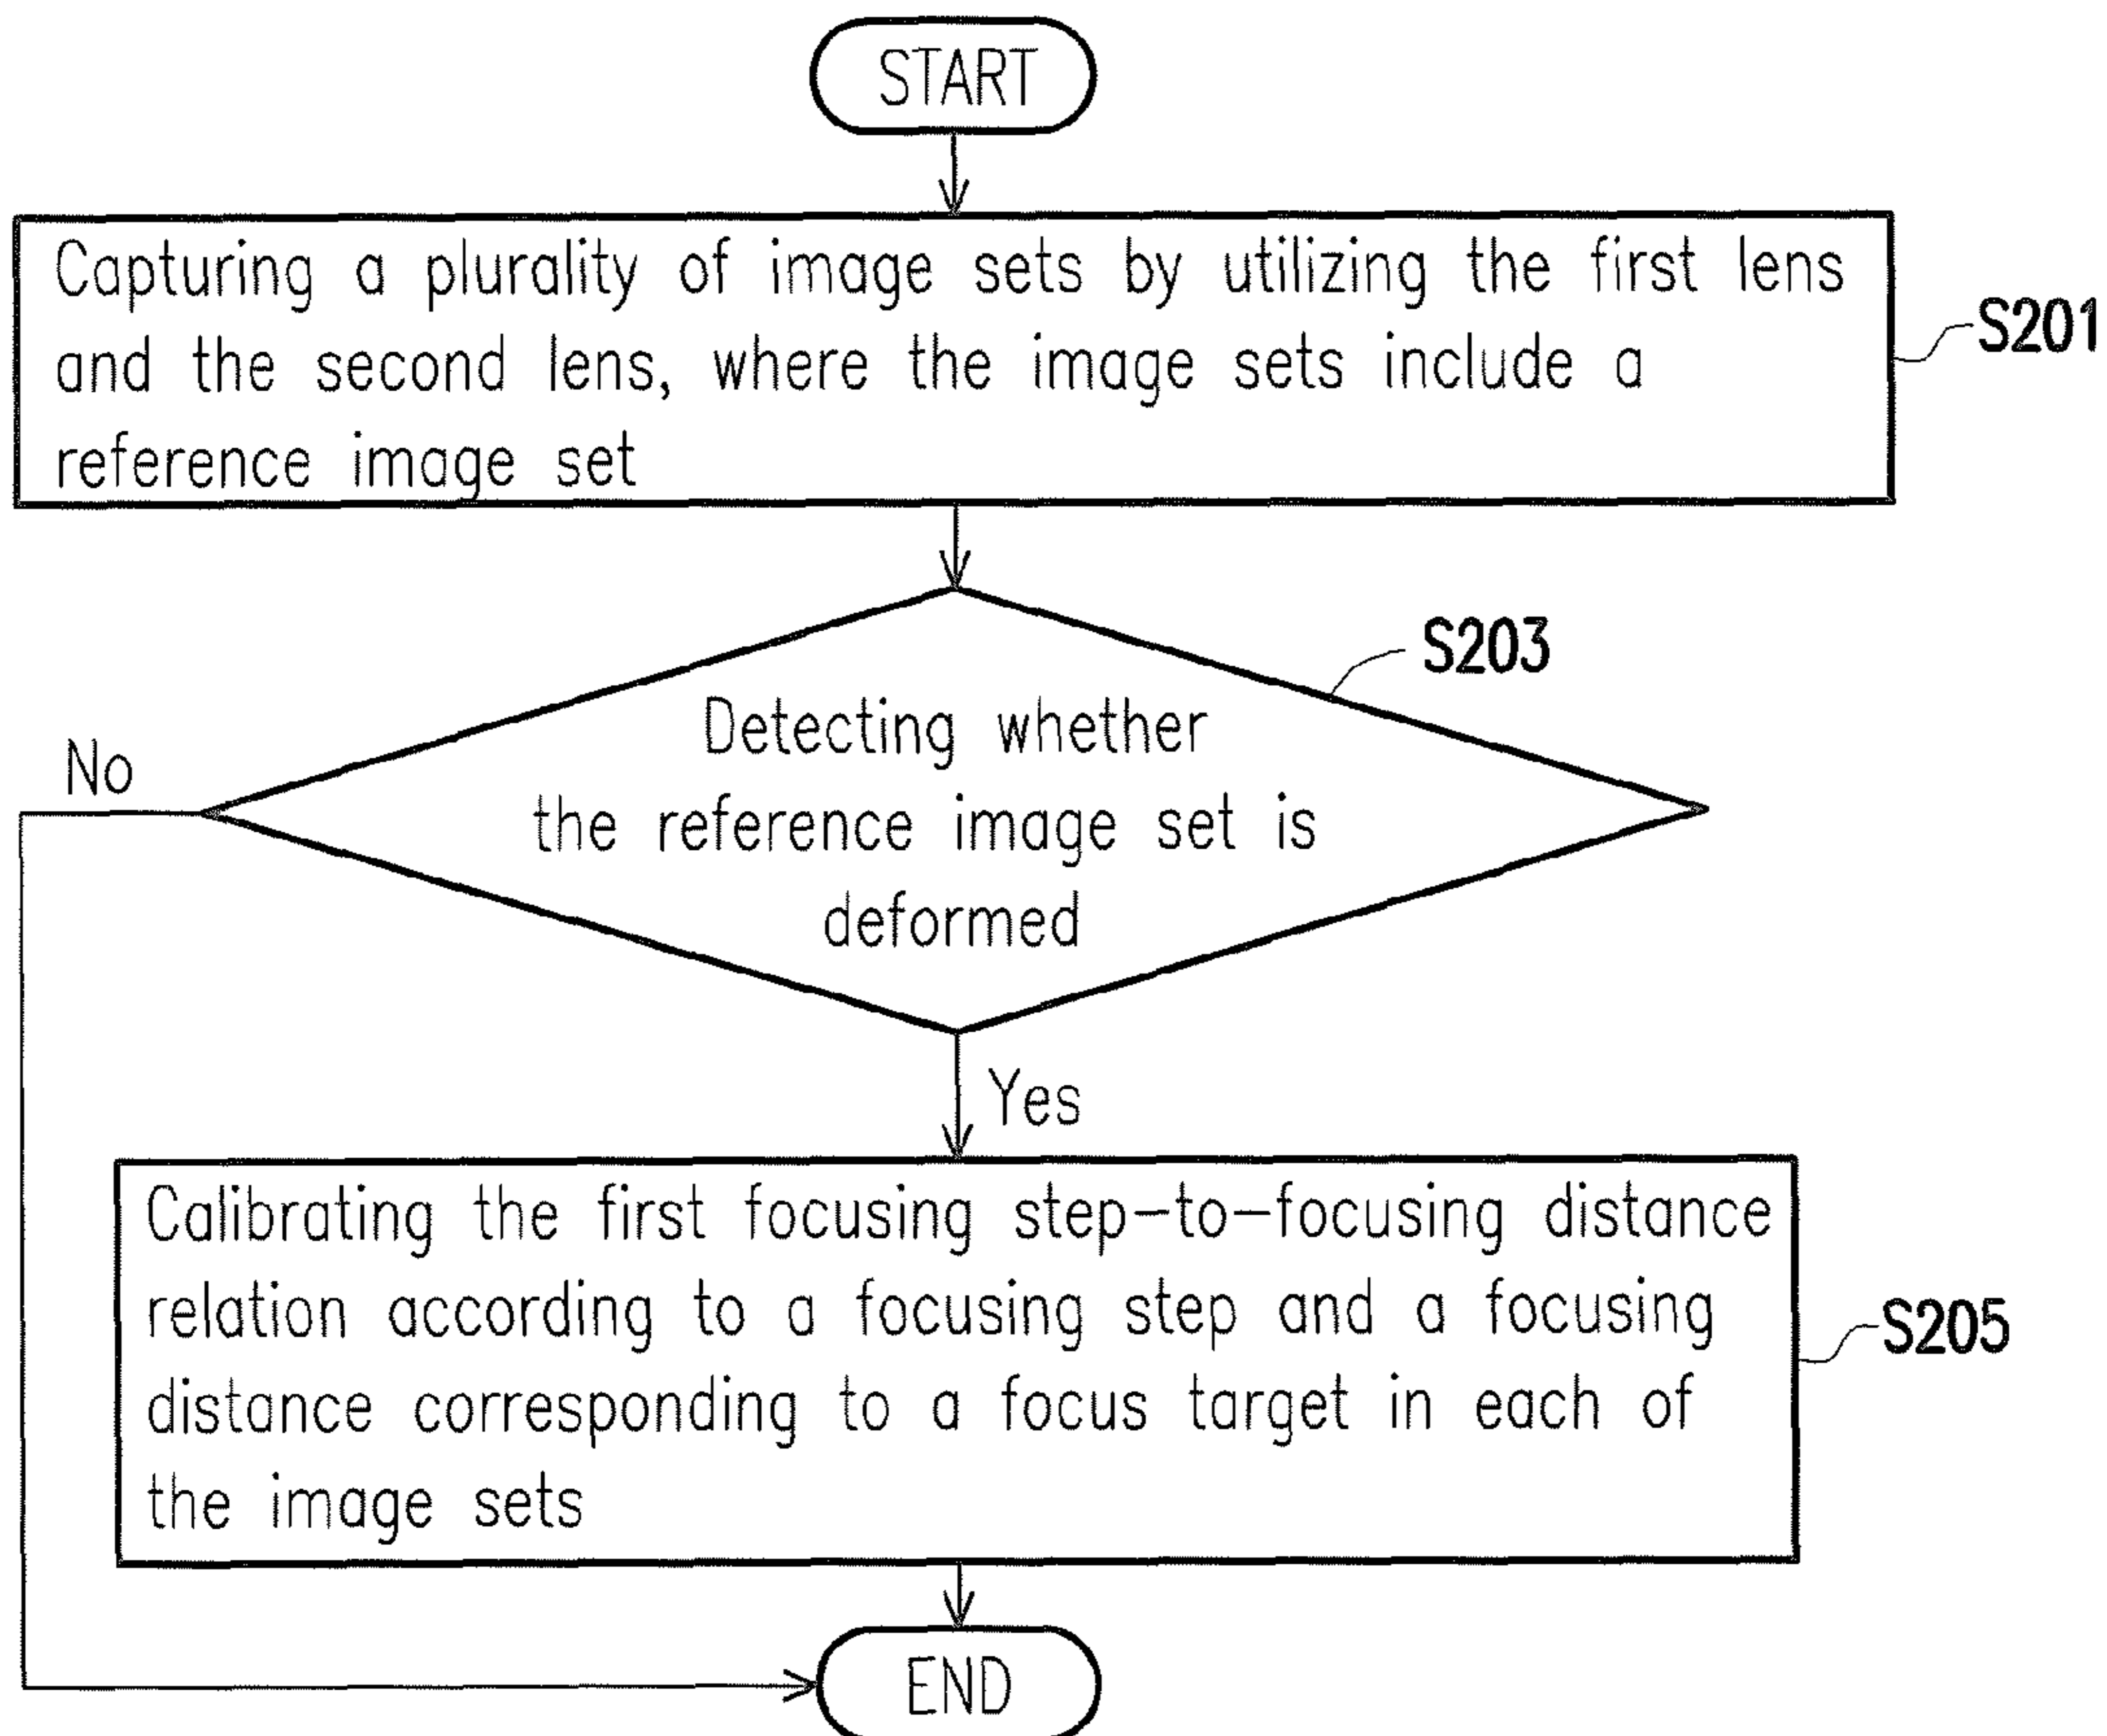 START
Capturing a plurality of image sets by utilizing the first lens
and the second lens, where the image sets include a
reference image set
S201
S203
Detecting whether
the reference image set is
deformed
No
Yes
Calibrating the first focusing step-to-focusing distance
relation according to a focusing step and a focusing
distance corresponding to a focus target in each of
the image sets
S205
END